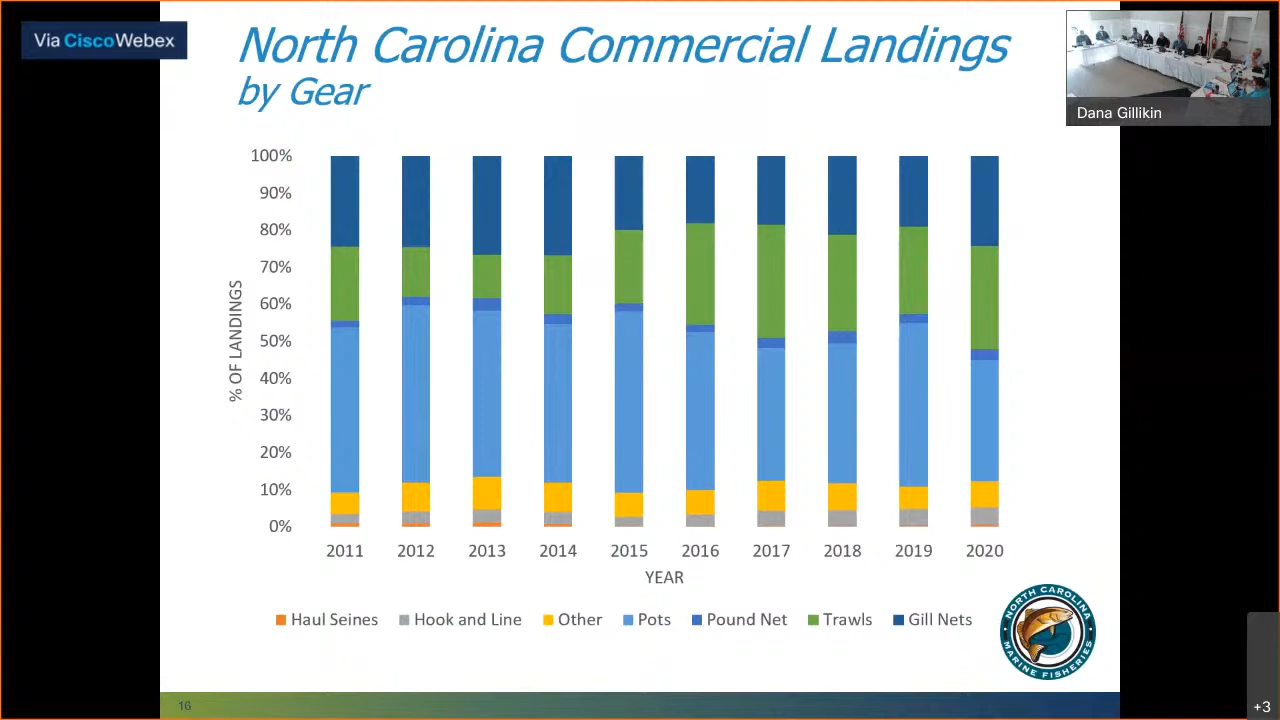 Via CiscoWebex
North Carolina Commercial Landings
by Gear
Dana Gillikin
100%
90%
80%
70%
60%
50%
40%
30%
20%
10%
0%
% OF LANDINGS
2011 2012 2013 2014 2015 2016 2017 2018 2019 2020
YEAR
Haul Seines Hook and Line Other Pots Pound Net Trawls Gill Nets
NORTH CAROLINA
MARINE FISHERIES
16
+3